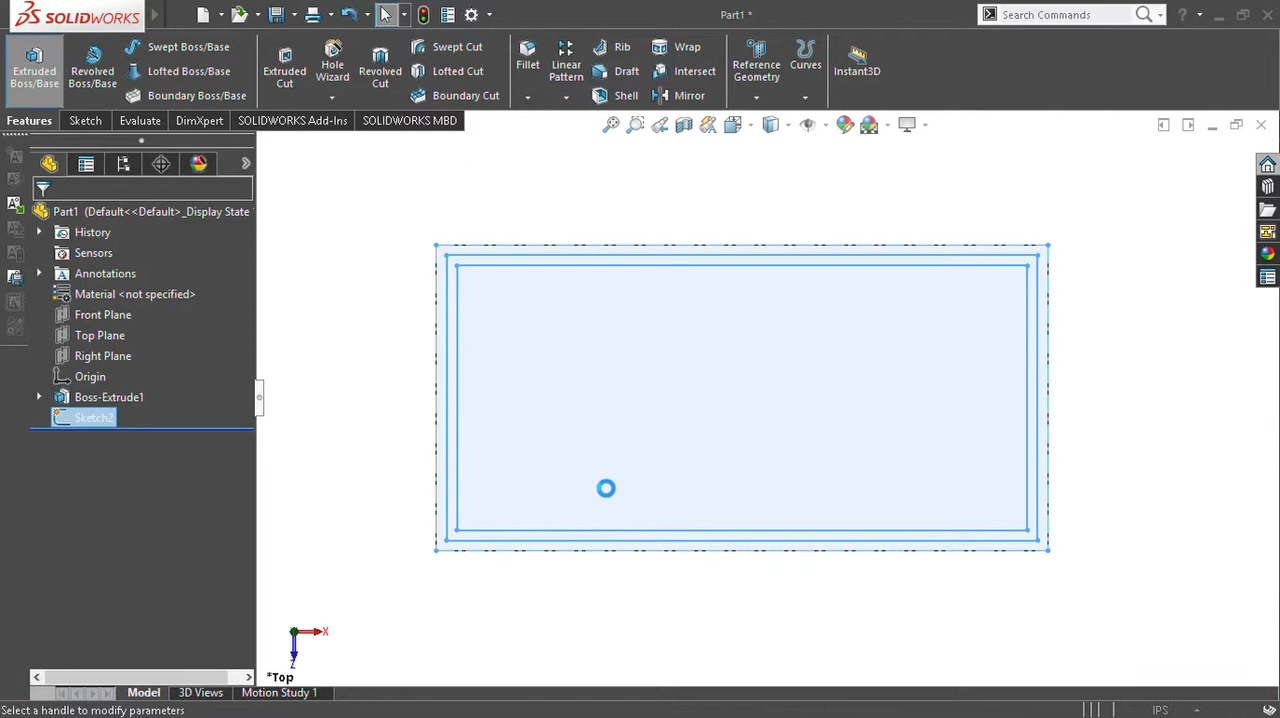 SOLIDWORKS
Part1 *
Search Commands
?
Extruded Boss/Base
Revolved Boss/Base
Swept Boss/Base
Lofted Boss/Base
Boundary Boss/Base
Extruded Cut
Hole Wizard
Revolved Cut
Swept Cut
Lofted Cut
Boundary Cut
Fillet
Linear Pattern
Rib
Draft
Shell
Wrap
Intersect
Mirror
Reference Geometry
Curves
Instant3D
Features
Sketch
Evaluate
DimXpert
SOLIDWORKS Add-Ins
SOLIDWORKS MBD
Part1 (Default<<Default>_Display State
History
Sensors
A Annotations
Material <not specified>
Front Plane
Top Plane
Right Plane
Origin
Boss-Extrude1
Sketch2
X
Z
*Top
Model
3D Views
Motion Study 1
Select a handle to modify parameters
IPS